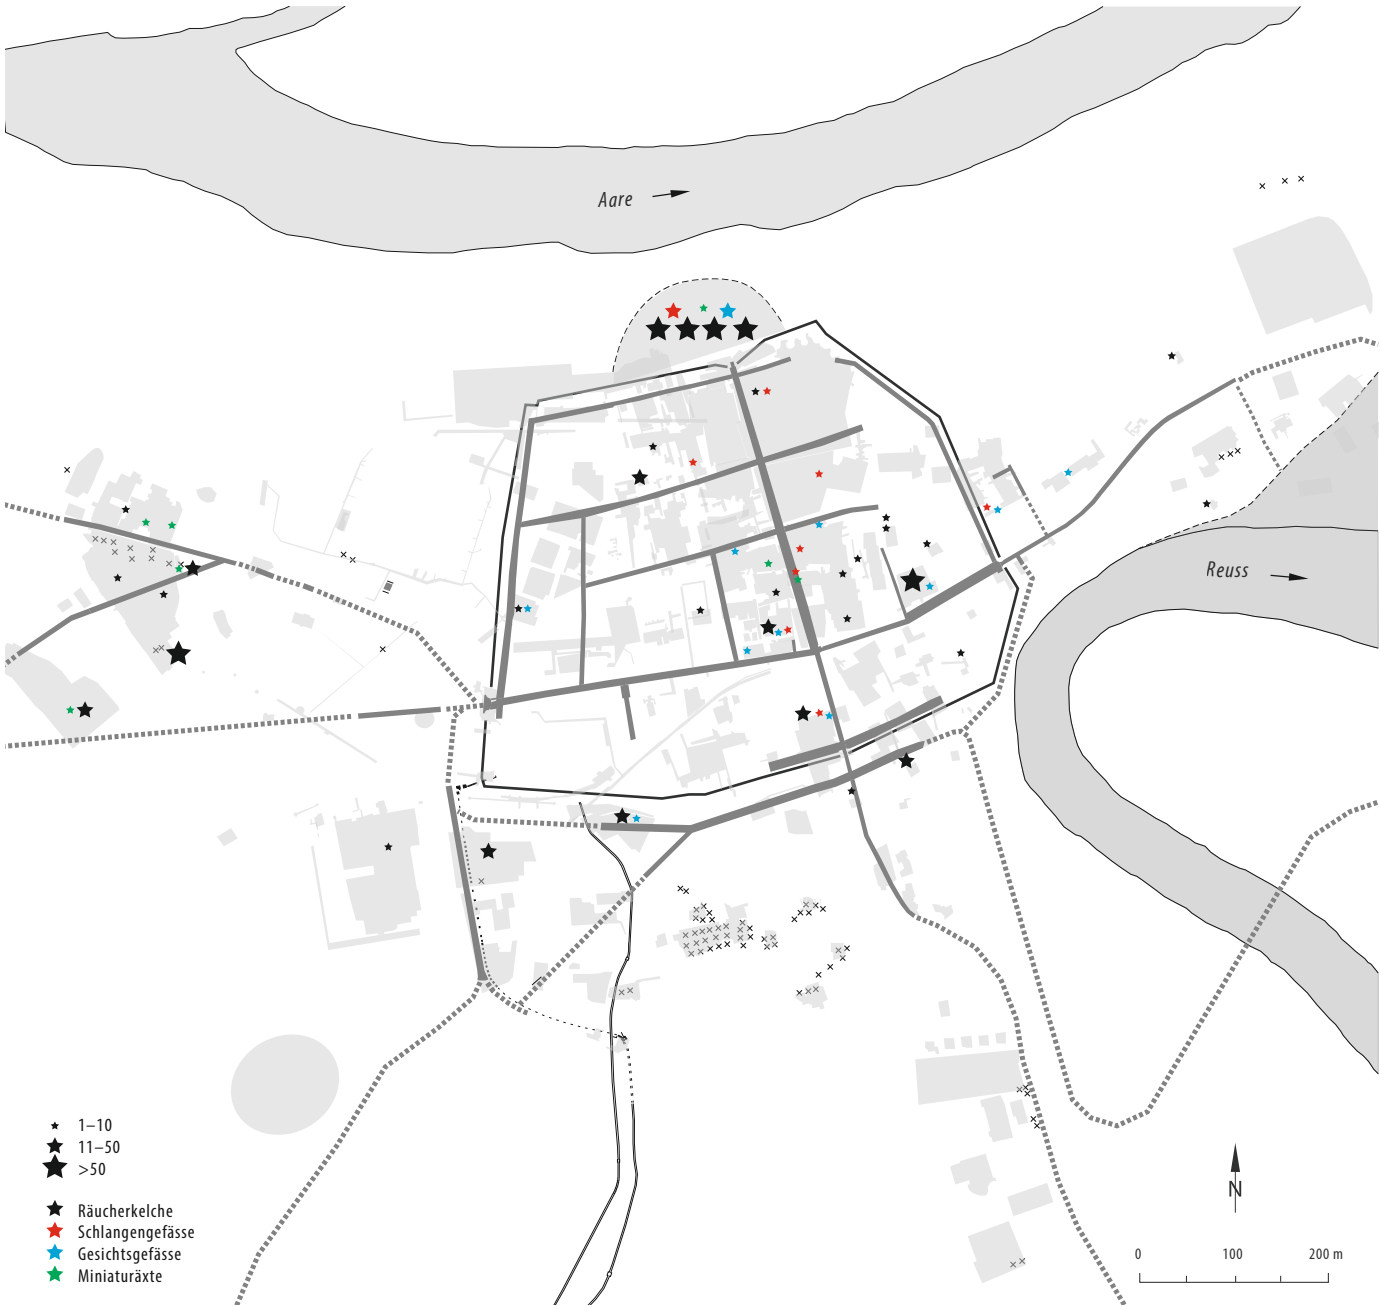 Aare
Reuss
1–10
11–50
>50
Räucherkelche
Schlangengefässe
Gesichtsgefässe
Miniaturäxte
N
0 100 200 m